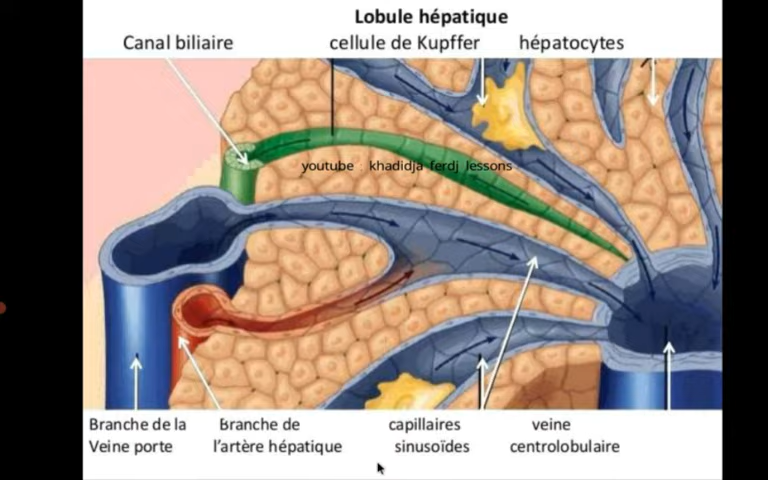 Lobule hépatique
Canal biliaire
cellule de Kupffer
hépatocytes
youtube : khadidja ferdj lessons
Branche de la
Veine porte
Branche de
l'artère hépatique
capillaires
sinusoïdes
veine
centrolobulaire